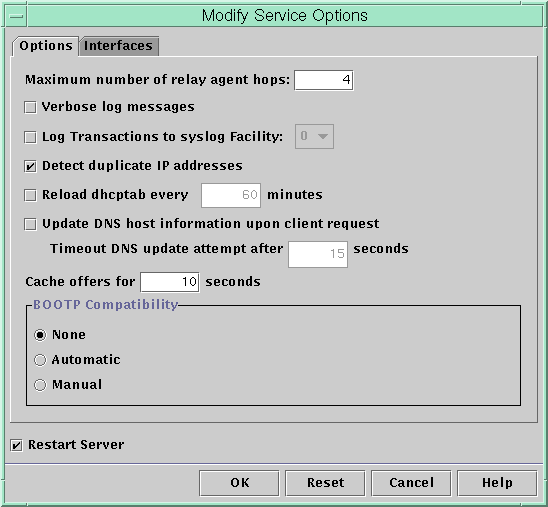 Modify Service Options
Options Interfaces
Maximum number of relay agent hops: 4
Verbose log messages
Log Transactions to syslog Facility: 0
Detect duplicate IP addresses
Reload dhcptab every 60 minutes
Update DNS host information upon client request
Timeout DNS update attempt after 15 seconds
Cache offers for 10 seconds
BOOTP Compatibility
None
Automatic
Manual
Restart Server
OK Reset Cancel Help